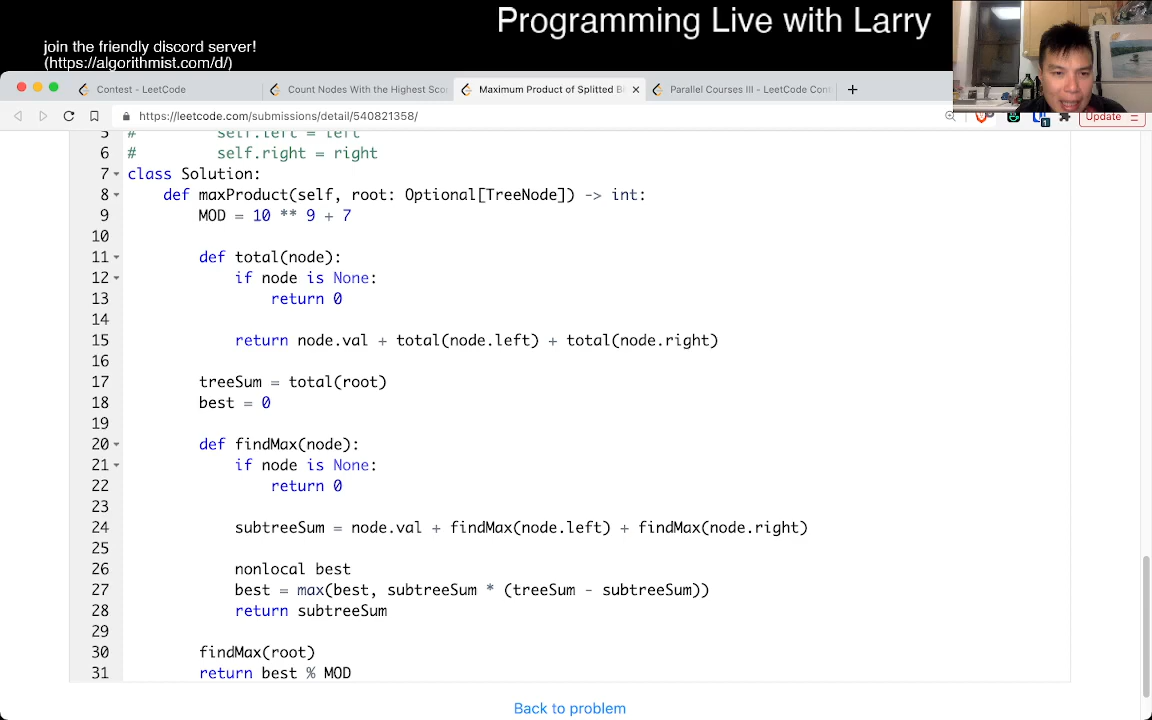 Programming Live with Larry
join the friendly discord server!
(https://algorithmist.com/d/)
Contest - LeetCode
Count Nodes With the Highest Sco
Maximum Product of Splitted B
Parallel Courses III - LeetCode Con
https://leetcode.com/submissions/detail/540821358/
Update
5 # self.left = left
6 # self.right = right
7 class Solution:
8 def maxProduct(self, root: Optional[TreeNode]) -> int:
9 MOD = 10 ** 9 + 7
10
11 def total(node):
12 if node is None:
13 return 0
14
15 return node.val + total(node.left) + total(node.right)
16
17 treeSum = total(root)
18 best = 0
19
20 def findMax(node):
21 if node is None:
22 return 0
23
24 subtreeSum = node.val + findMax(node.left) + findMax(node.right)
25
26 nonlocal best
27 best = max(best, subtreeSum * (treeSum - subtreeSum))
28 return subtreeSum
29
30 findMax(root)
31 return best % MOD
Back to problem